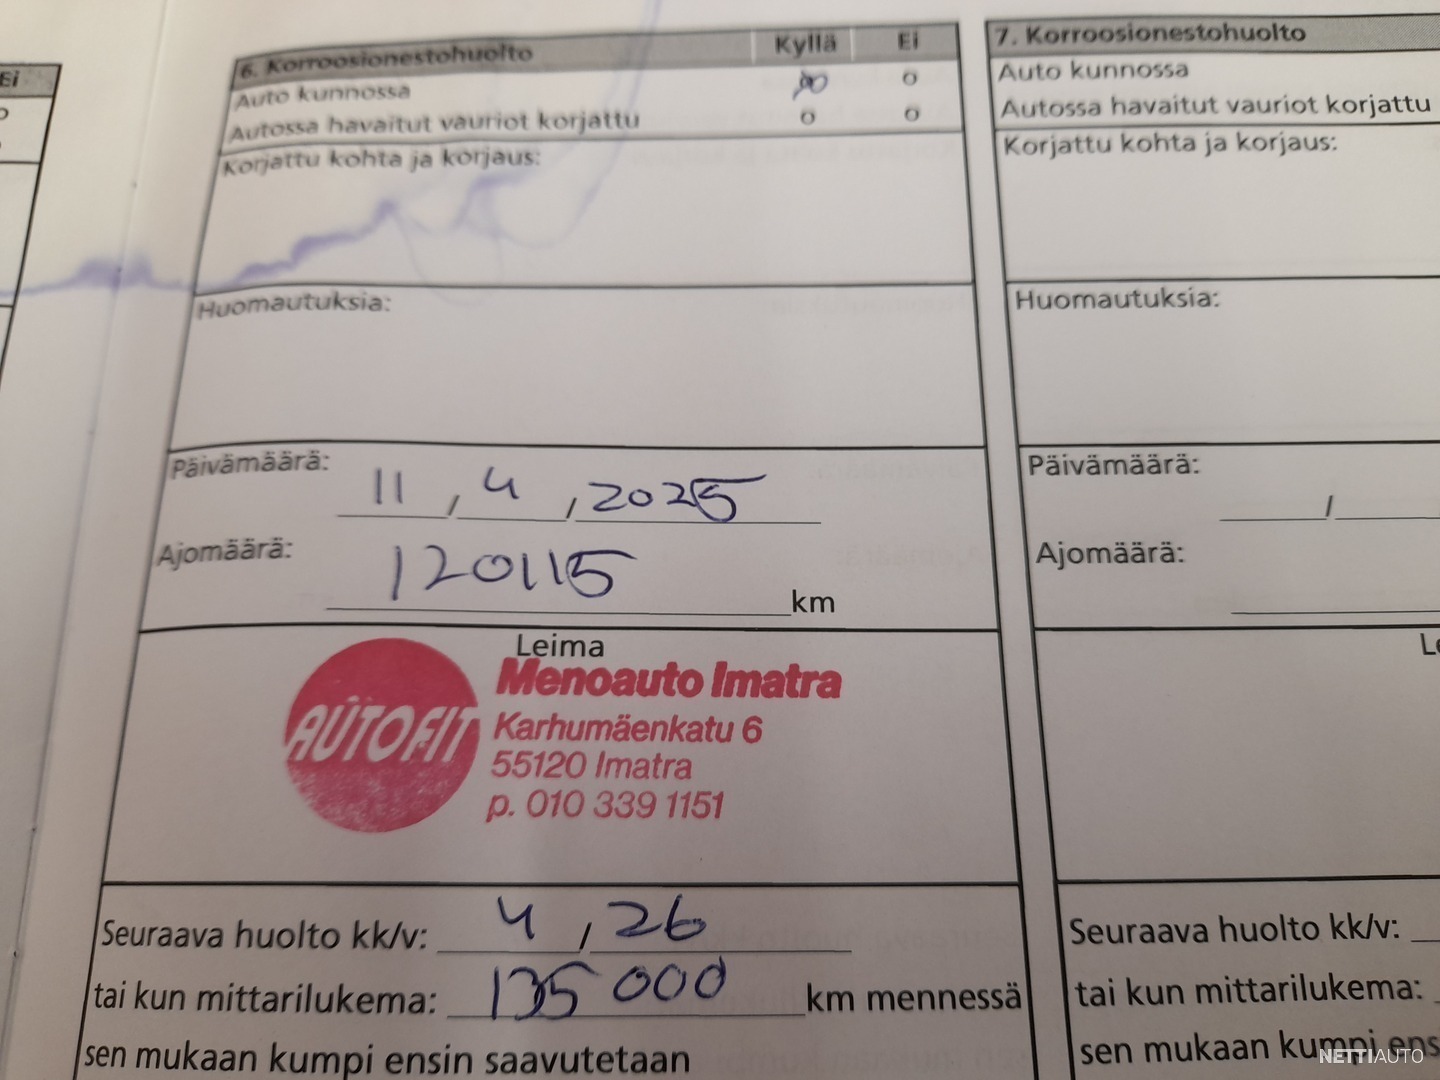 Ei
6. Korroosionestohuolto Kyllä Ei
Auto kunnossa
Autossa havaitut vauriot korjattu
Korjattu kohta ja korjaus:
Huomautuksia:
Päivämäärä: 11 / 4 / 2025
Ajomäärä: 120115 km
Leima
AUTOFIT
Menoauto Imatra
Karhumäenkatu 6
55120 Imatra
p. 010 339 1151
Seuraava huolto kk/v: 4 / 26
tai kun mittarilukema: 135 000 km mennessä
sen mukaan kumpi ensin saavutetaan
7. Korroosionestohuolto
Auto kunnossa
Autossa havaitut vauriot korjattu
Korjattu kohta ja korjaus:
Huomautuksia:
Päivämäärä: /
Ajomäärä:
Le
Seuraava huolto kk/v:
tai kun mittarilukema:
sen mukaan kumpi ens
NETTIAUTO